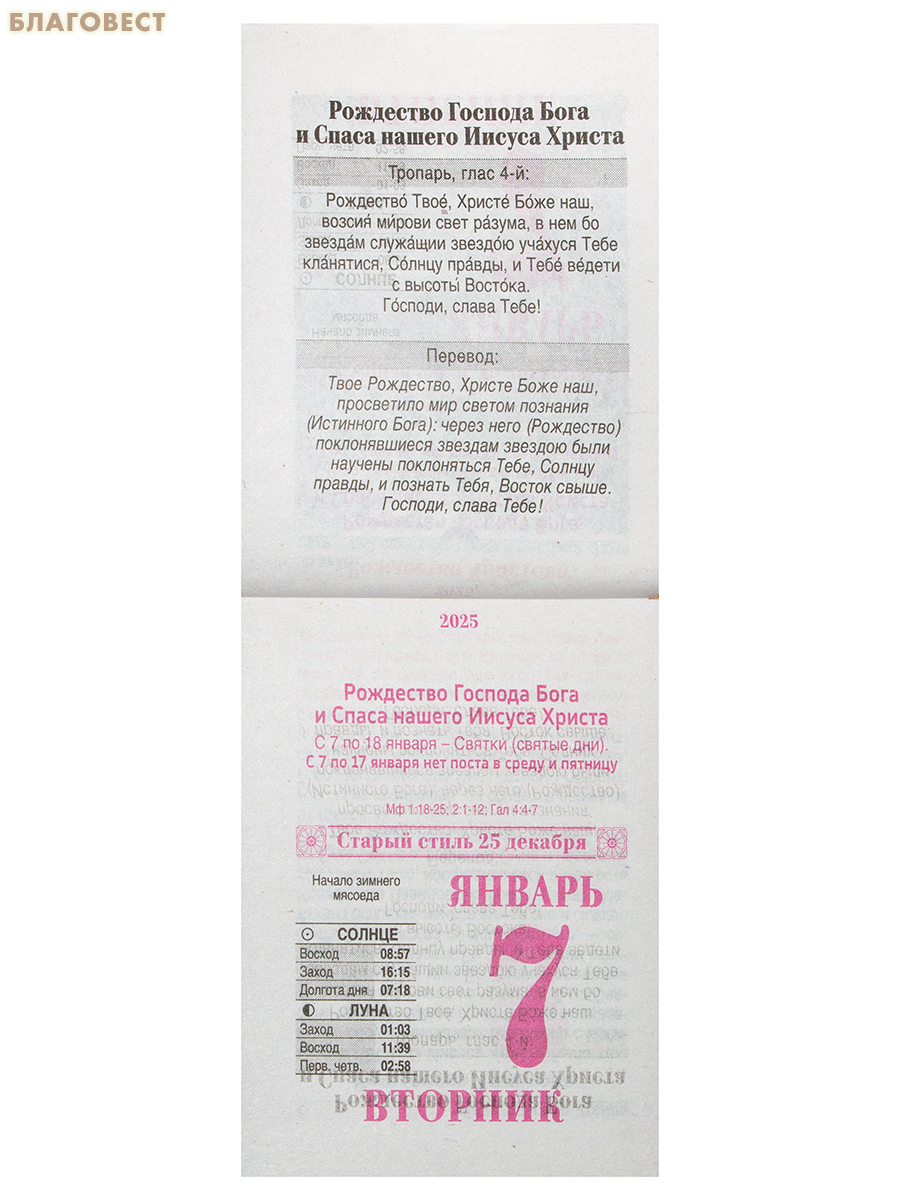 БЛАГОВЕСТ
Рождество Господа Бога
и Спаса нашего Иисуса Христа
Тропарь, глас 4-й:
Рождество́ Твое́, Христе́ Бо́же наш,
возсия́ ми́рови свет ра́зума, в нем бо
звезда́м служа́щии звездо́ю уча́хуся Тебе
кла́нятися, Со́лнцу пра́вды, и Тебе́ ве́дети
с высоты́ Восто́ка.
Го́споди, слава Тебе!
Перевод:
Твое Рождество, Христе Боже наш,
просветило мир светом познания
(Истинного Бога): через него (Рождество)
поклонявшиеся звездам звездою были
научены поклоняться Тебе, Солнцу
правды, и познать Тебя, Восток свыше.
Господи, слава Тебе!
2025
Рождество Господа Бога
и Спаса нашего Иисуса Христа
С 7 по 18 января – Святки (святые дни).
С 7 по 17 января нет поста в среду и пятницу
Мф 1:18-25; 2:1-12; Гал 4:4-7
Старый стиль 25 декабря
Начало зимнего
мясоеда
ЯНВАРЬ
7
СОЛНЦЕ
Восход 08:57
Заход 16:15
Долгота дня 07:18
ЛУНА
Заход 01:03
Восход 11:39
Перв. четв. 02:58
ВТОРНИК